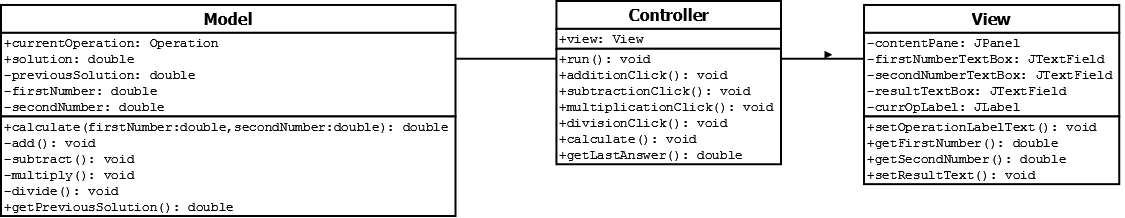 Model
+currentOperation: Operation
+solution: double
-previousSolution: double
-firstNumber: double
-secondNumber: double
+calculate(firstNumber:double,secondNumber:double): double
-add(): void
-subtract(): void
-multiply(): void
-divide(): void
+getPreviousSolution(): double
Controller
+view: View
+run(): void
+additionClick(): void
+subtractionClick(): void
+multiplicationClick(): void
+divisionClick(): void
+calculate(): void
+getLastAnswer(): double
View
-contentPane: JPanel
-firstNumberTextBox: JTextField
-secondNumberTextBox: JTextField
-resultTextBox: JTextField
-currOpLabel: JLabel
+setOperationLabelText(): void
+getFirstNumber(): double
+getSecondNumber(): double
+setResultText(): void